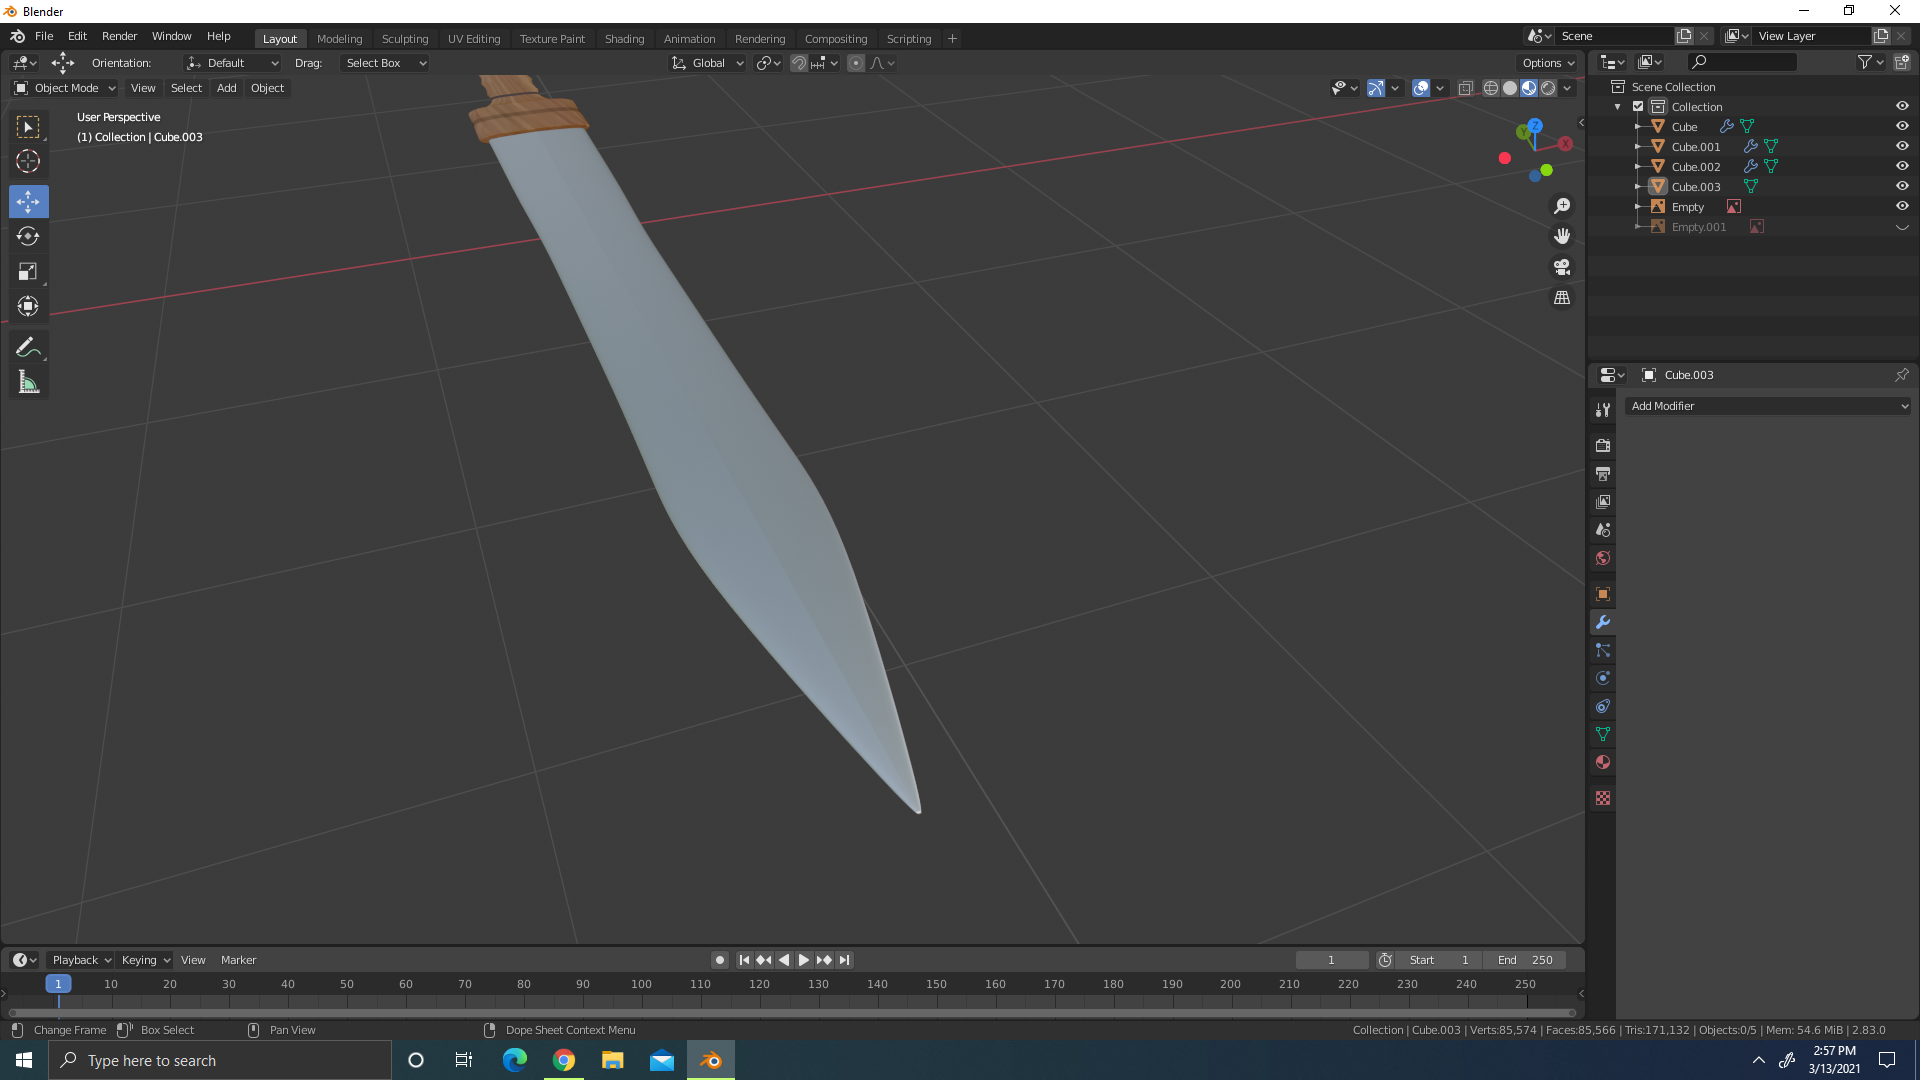 Blender
File Edit Render Window Help Layout Modeling Sculpting UV Editing Texture Paint Shading Animation Rendering Compositing Scripting + Scene View Layer
Orientation: Default Drag: Select Box Global Options
Object Mode View Select Add Object
User Perspective
(1) Collection | Cube.003
Z
Y
X
Scene Collection
Collection
Cube
Cube.001
Cube.002
Cube.003
Empty
Empty.001
Cube.003
Add Modifier
Playback Keying View Marker 1 Start 1 End 250
1 10 20 30 40 50 60 70 80 90 100 110 120 130 140 150 160 170 180 190 200 210 220 230 240 250
Change Frame Box Select Pan View Dope Sheet Context Menu Collection | Cube.003 | Verts:85,574 | Faces:85,566 | Tris:171,132 | Objects:0/5 | Mem: 54.6 MiB | 2.83.0
Type here to search
2:57 PM
3/13/2021